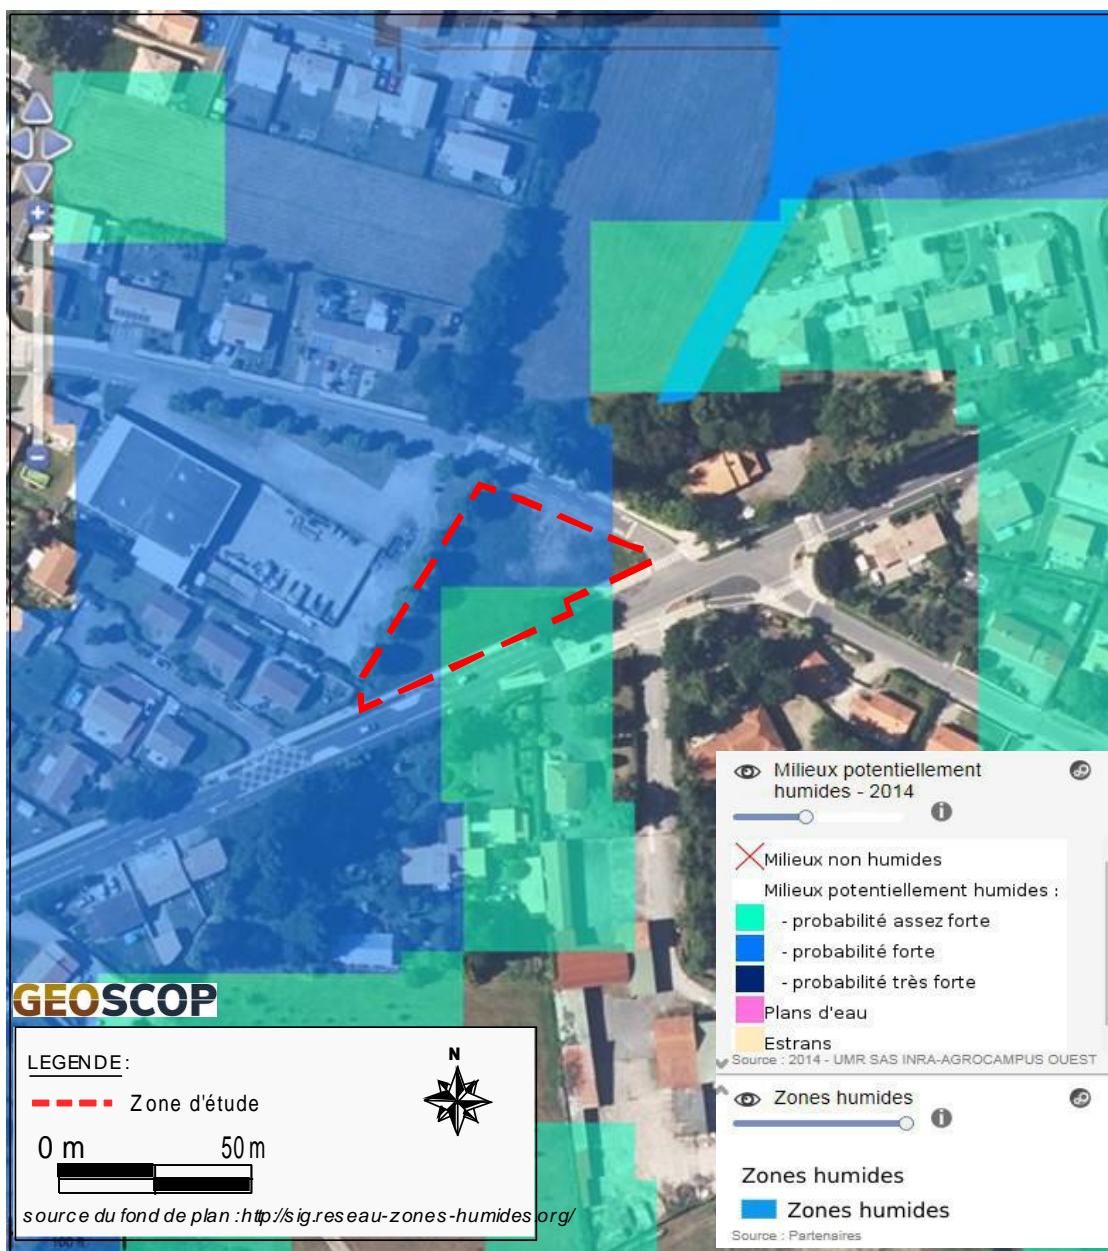 Milieux potentiellement
humides - 2014
Milieux non humides
Milieux potentiellement humides :
- probabilité assez forte
- probabilité forte
- probabilité très forte
Plans d'eau
Estrans
Source : 2014 - UMR SAS INRA-AGROCAMPUS OUEST
Zones humides
Zones humides
Zones humides
Source : Partenaires
GEOSCOP
LEGENDE :
N
Zone d'étude
0 m 50 m
source du fond de plan :http://sig.reseau-zones-humides.org/